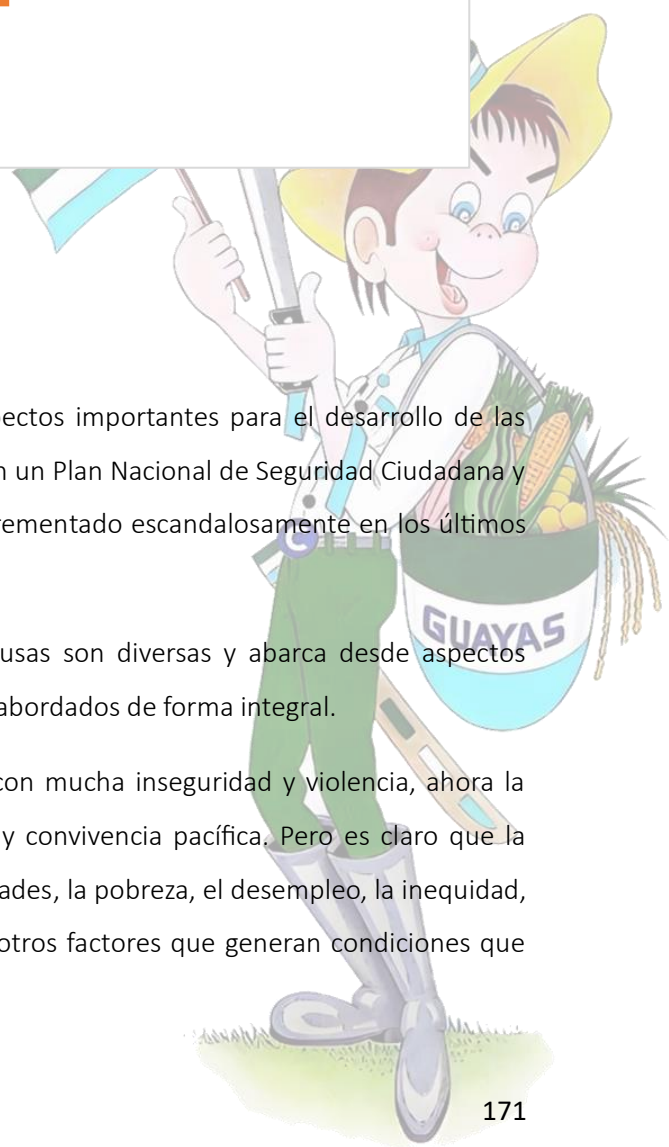 pectos importantes para el desarrollo de las
n un Plan Nacional de Seguridad Ciudadana y
rementado escandalosamente en los últimos
usas son diversas y abarca desde aspectos
abordados de forma integral.
con mucha inseguridad y violencia, ahora la
y convivencia pacífica. Pero es claro que la
ades, la pobreza, el desempleo, la inequidad,
otros factores que generan condiciones que
GUAYAS
C
171